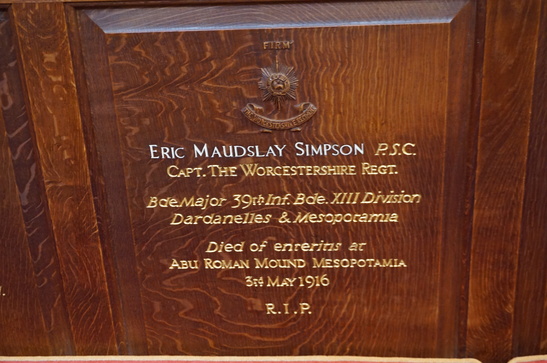 FIRM
ERIC MAUDSLAY SIMPSON P.S.C.
CAPT. THE WORCESTERSHIRE REGT.
Bde. Major 39th Inf. Bde. XIII Division
Dardanelles & Mesopotamia
Died of enteritis at
ABU ROMAN MOUND MESOPOTAMIA
3rd MAY 1916
R.I.P.